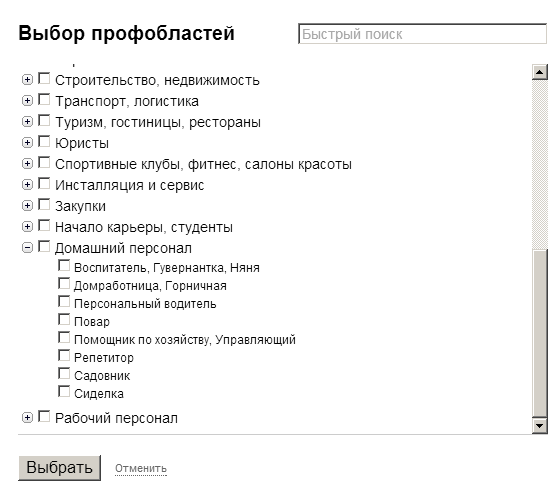 Выбор профобластей
Быстрый поиск
Строительство, недвижимость
Транспорт, логистика
Туризм, гостиницы, рестораны
Юристы
Спортивные клубы, фитнес, салоны красоты
Инсталляция и сервис
Закупки
Начало карьеры, студенты
Домашний персонал
Воспитатель, Гувернантка, Няня
Домработница, Горничная
Персональный водитель
Повар
Помощник по хозяйству, Управляющий
Репетитор
Садовник
Сиделка
Рабочий персонал
Выбрать
Отменить